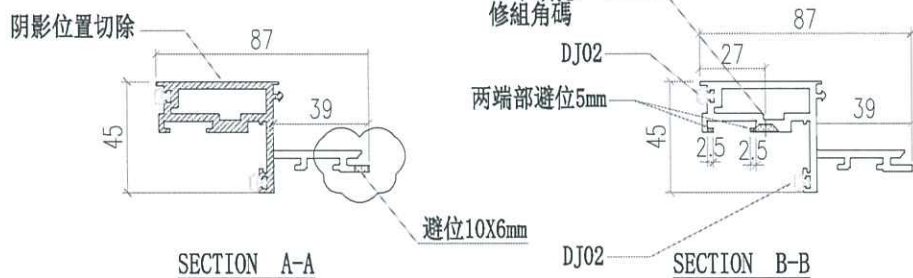 阴影位置切除
87
39
45
避位10X6mm
SECTION A-A
修組角碼
87
DJ02
27
两端部避位5mm
39
45
2.5
2.5
DJ02
SECTION B-B